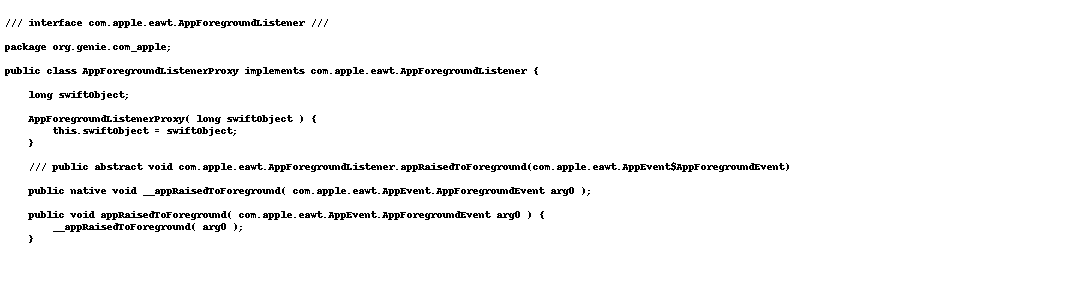 /// interface com.apple.eawt.AppForegroundListener ///

package org.genie.com_apple;

public class AppForegroundListenerProxy implements com.apple.eawt.AppForegroundListener {

    long swiftObject;

    AppForegroundListenerProxy( long swiftObject ) {
        this.swiftObject = swiftObject;
    }

    /// public abstract void com.apple.eawt.AppForegroundListener.appRaisedToForeground(com.apple.eawt.AppEvent$AppForegroundEvent)

    public native void __appRaisedToForeground( com.apple.eawt.AppEvent.AppForegroundEvent arg0 );

    public void appRaisedToForeground( com.apple.eawt.AppEvent.AppForegroundEvent arg0 ) {
        __appRaisedToForeground( arg0 );
    }